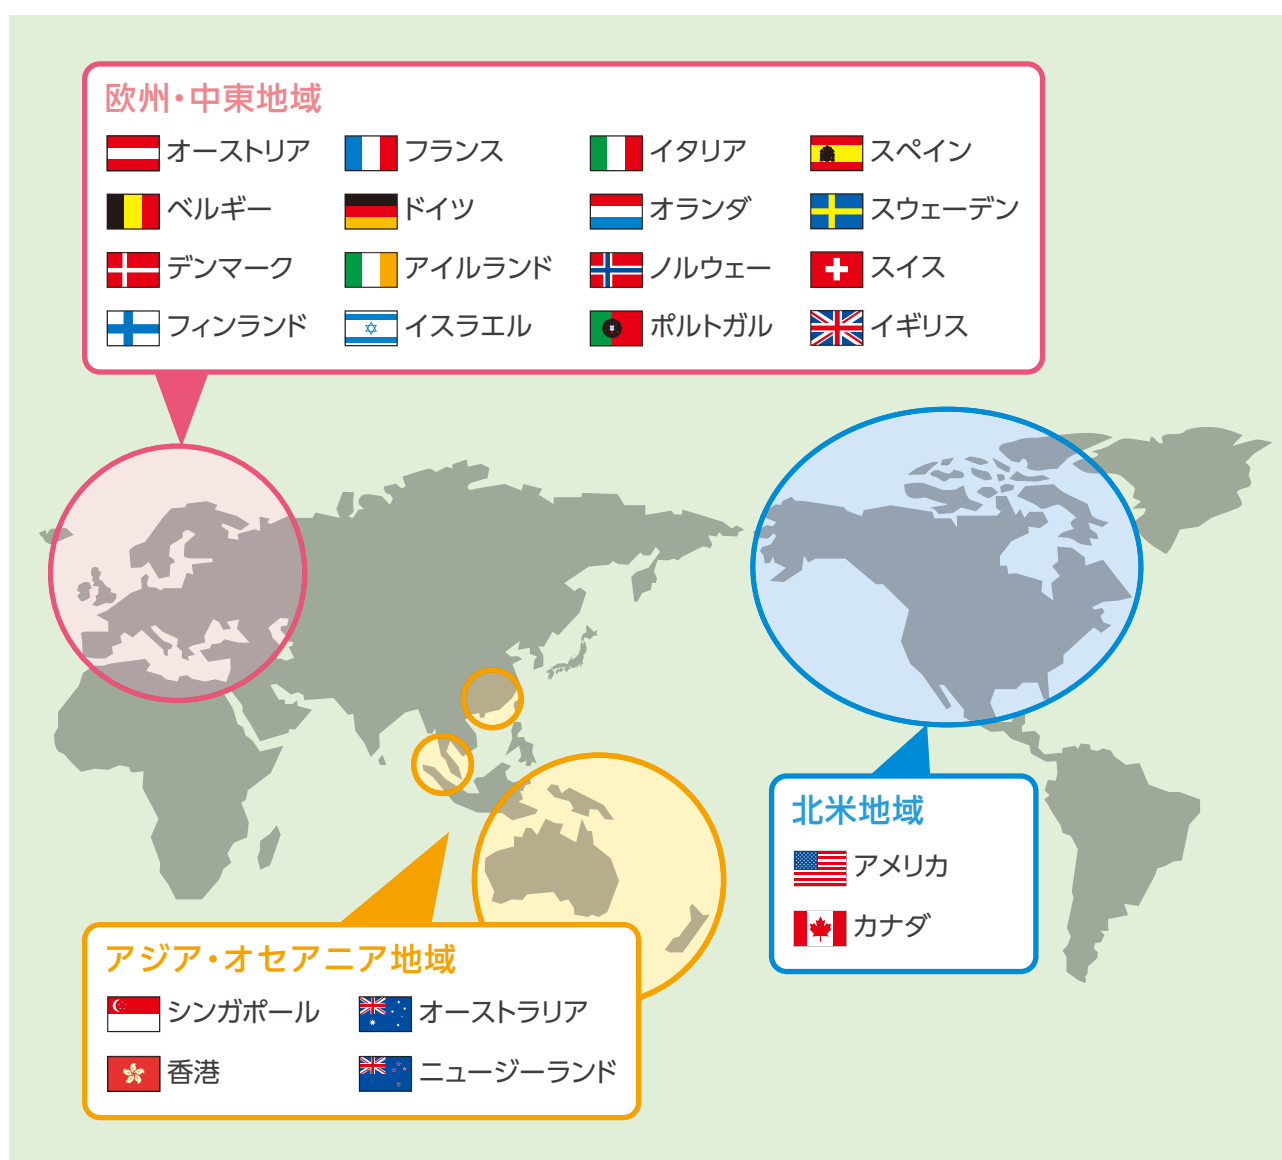 欧州・中東地域
オーストリア フランス イタリア スペイン
ベルギー ドイツ オランダ スウェーデン
デンマーク アイルランド ノルウェー スイス
フィンランド イスラエル ポルトガル イギリス
北米地域
アメリカ
カナダ
アジア・オセアニア地域
シンガポール オーストラリア
香港 ニュージーランド